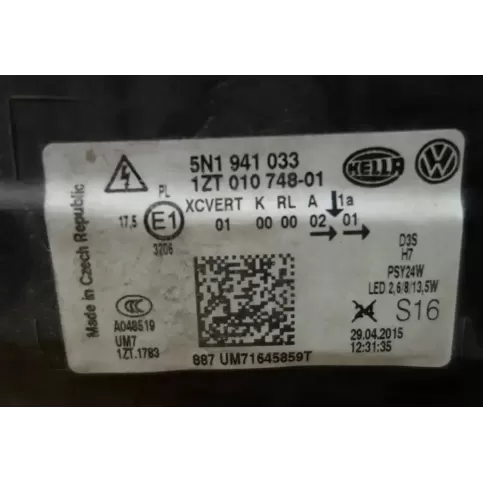 Made in Czech Republic
5N1 941 033
1ZT 010 748-01
HELLA
PL
17,5
E1
3206
XCVERT K RL A 1a
01 00 00 02 01
D3S
H7
PSY24W
LED 2,6/8/13,5W
CCC
A048519
UM7
1ZT.1783
S16
887 UM71645859T
29.04.2015
12:31:35